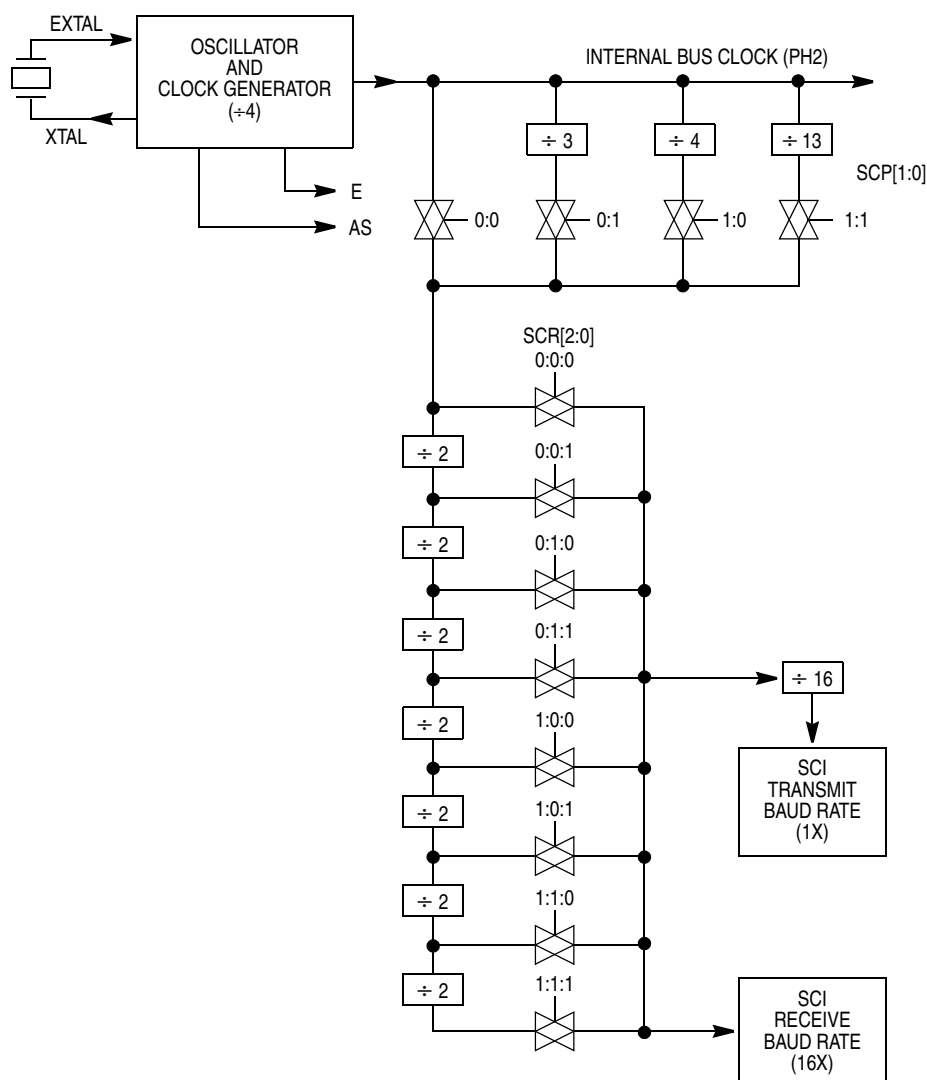 EXTAL
OSCILLATOR
AND
CLOCK GENERATOR
(÷4)
XTAL
E
AS
INTERNAL BUS CLOCK (PH2)
÷ 3
÷ 4
÷ 13
SCP[1:0]
0:0
0:1
1:0
1:1
SCR[2:0]
0:0:0
÷ 2
0:0:1
÷ 2
0:1:0
÷ 2
0:1:1
÷ 16
÷ 2
1:0:0
SCI
TRANSMIT
BAUD RATE
(1X)
÷ 2
1:0:1
÷ 2
1:1:0
÷ 2
1:1:1
SCI
RECEIVE
BAUD RATE
(16X)